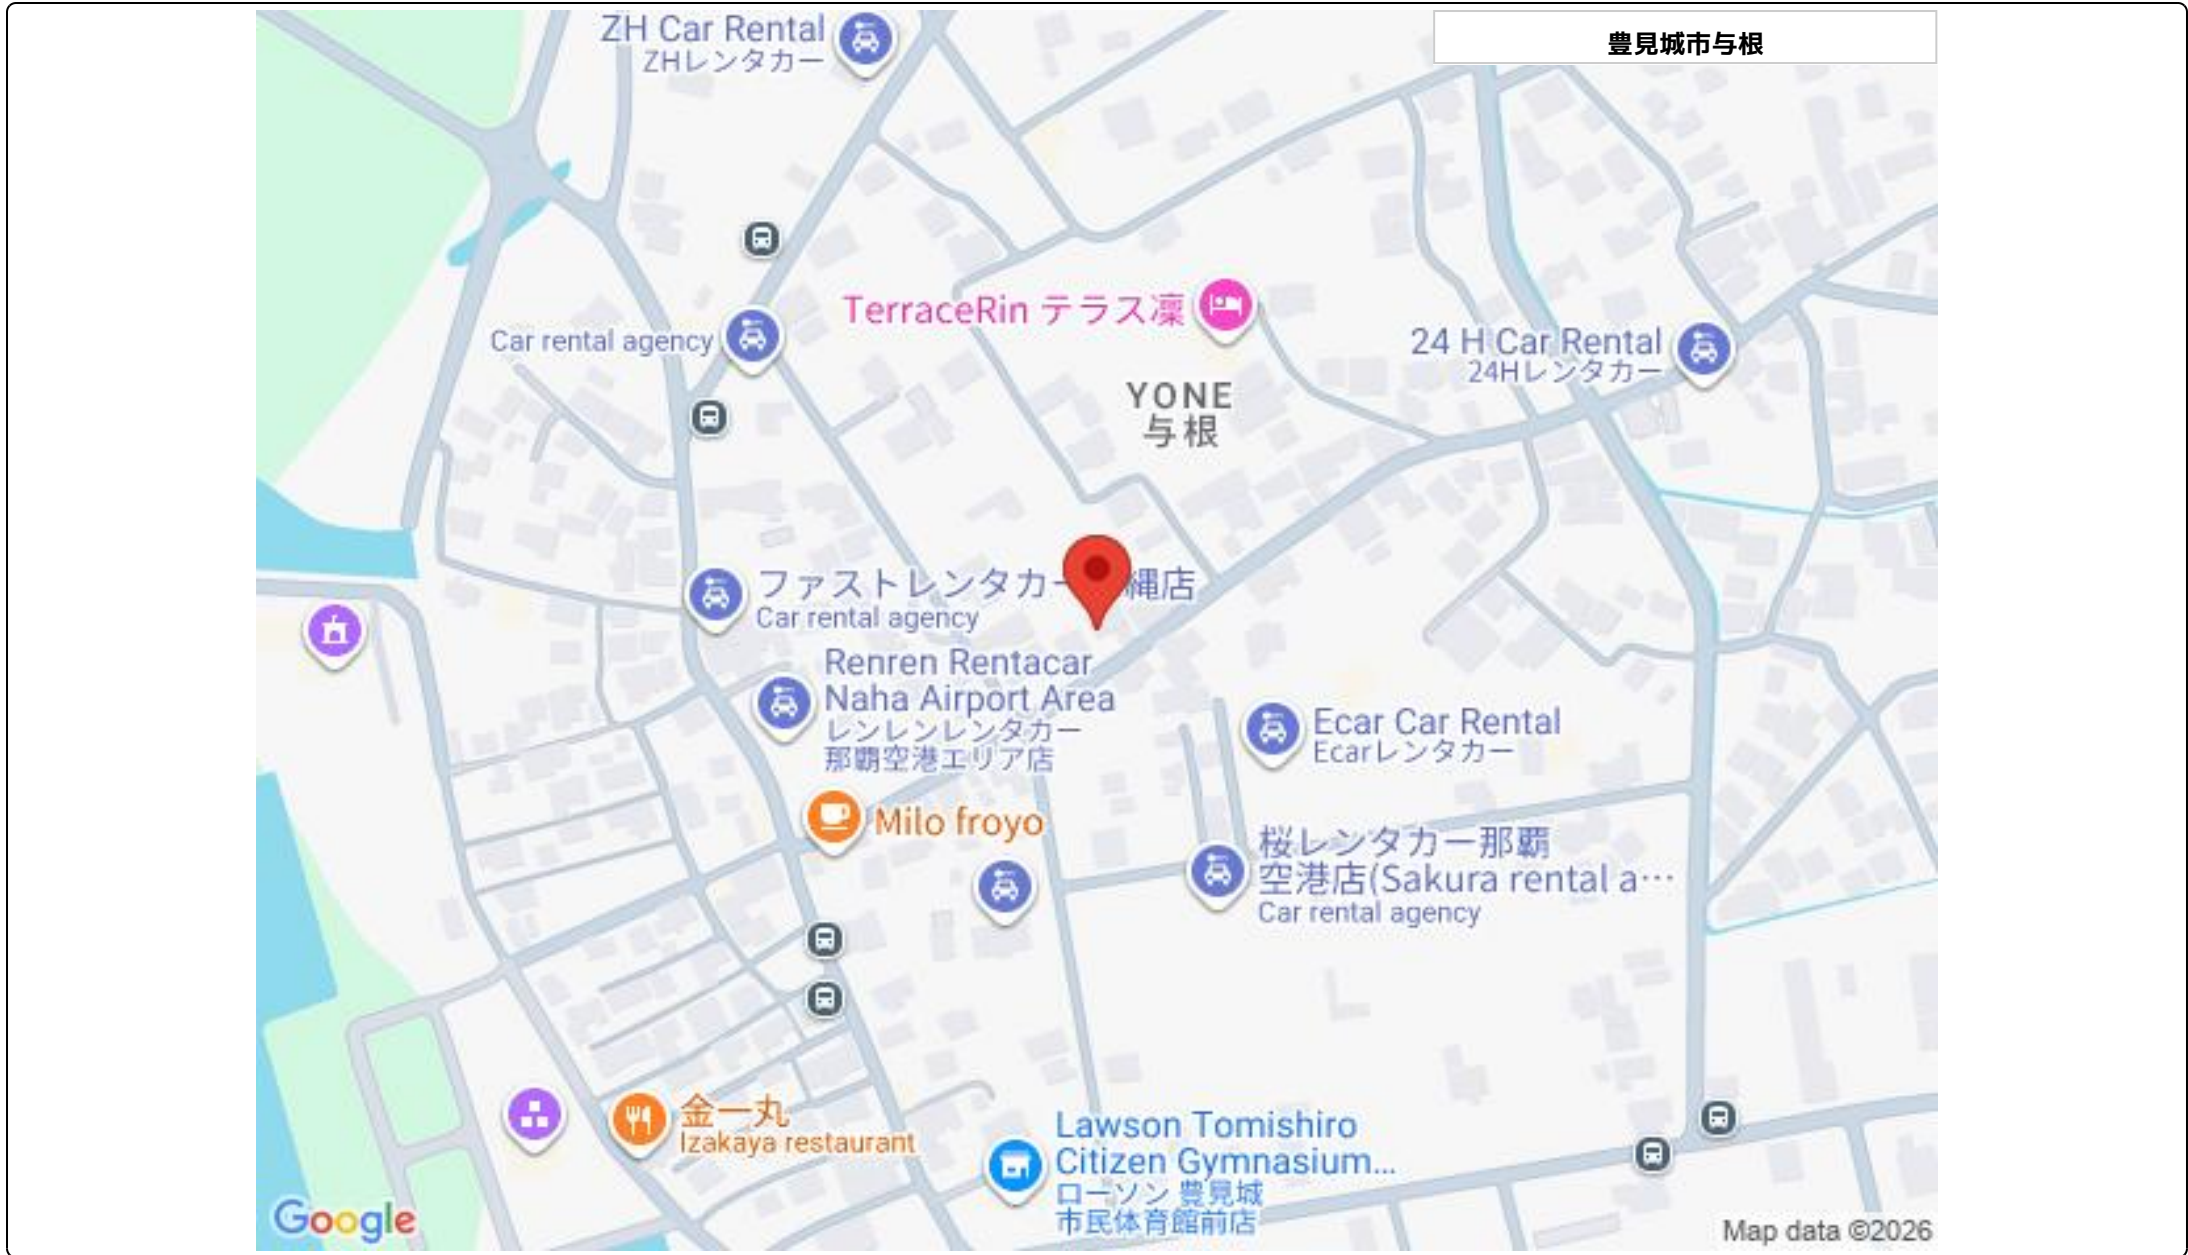 豊見城市与根
ZH Car Rental
ZHレンタカー
TerraceRin テラス凜
Car rental agency
24 H Car Rental
24Hレンタカー
YONE
与根
ファストレンタカー
縄店
Car rental agency
Renren Rentacar
Naha Airport Area
レンレンレンタカー
那覇空港エリア店
Ecar Car Rental
Ecarレンタカー
Milo froyo
桜レンタカー那覇
空港店(Sakura rental a…
Car rental agency
金一丸
Izakaya restaurant
Lawson Tomishiro
Citizen Gymnasium...
ローソン 豊見城
市民体育館前店
Google
Map data ©2026